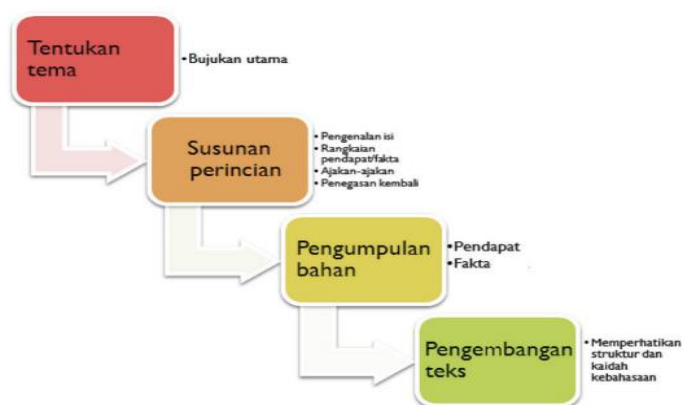 Tentukan
tema
•Bujukan utama
Susunan
perincian
•Pengenalan isi
•Rangkaian
pendapat/fakta
•Ajakan-ajakan
•Penegasan kembali
Pengumpulan
bahan
•Pendapat
•Fakta
Pengembangan
teks
•Memperhatikan
struktur dan
kaidah
kebahasaan